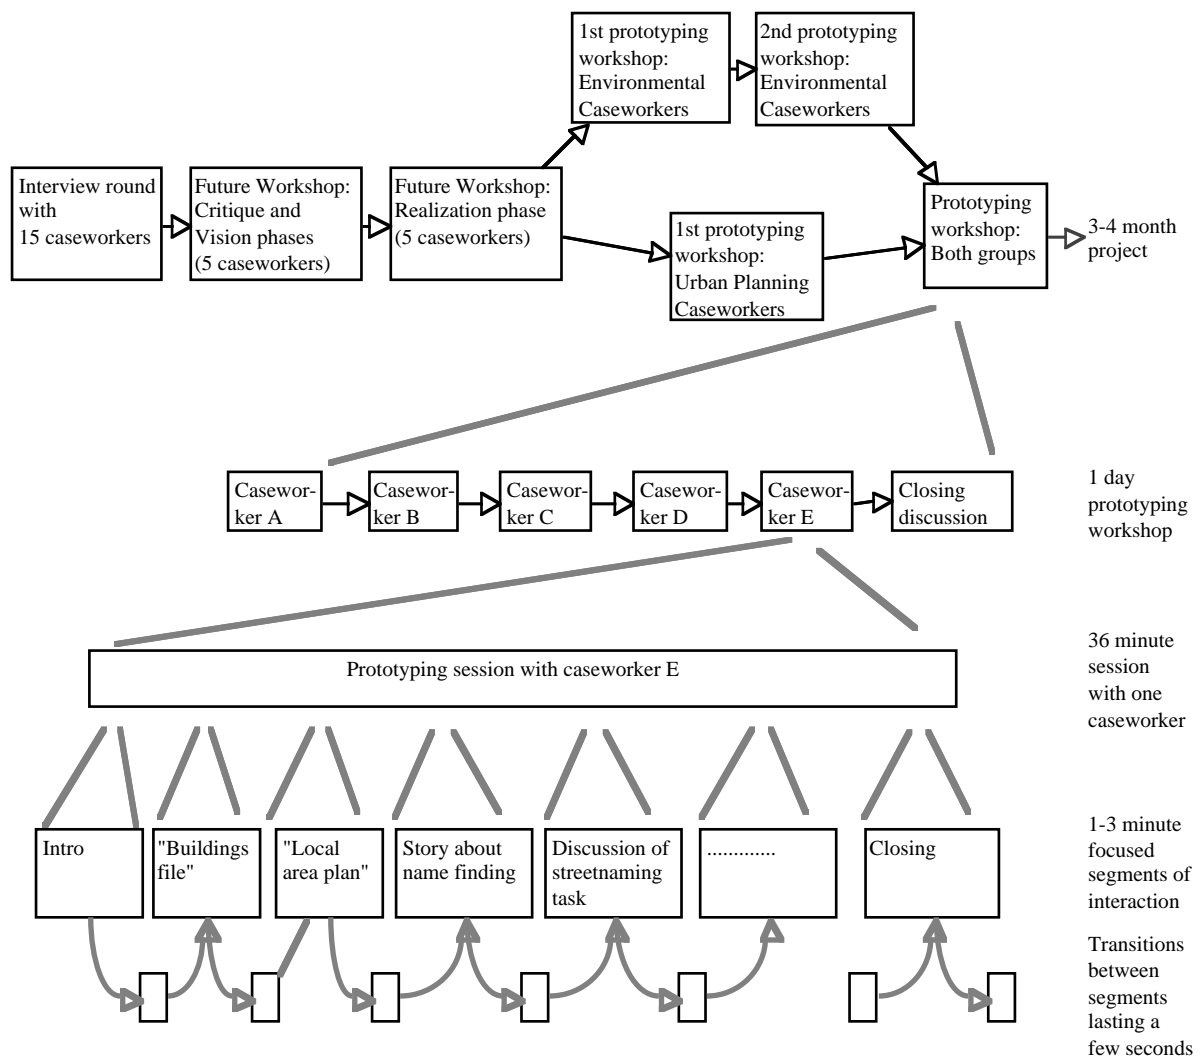 1st prototyping
workshop:
Environmental
Caseworkers
2nd prototyping
workshop:
Environmental
Caseworkers
Interview round
with
15 caseworkers
Future Workshop:
Critique and
Vision phases
(5 caseworkers)
Future Workshop:
Realization phase
(5 caseworkers)
1st prototyping
workshop:
Urban Planning
Caseworkers
Prototyping
workshop:
Both groups
3-4 month
project
Casewor-
ker A
Casewor-
ker B
Casewor-
ker C
Casewor-
ker D
Casewor-
ker E
Closing
discussion
1 day
prototyping
workshop
Prototyping session with caseworker E
36 minute
session
with one
caseworker
Intro
"Buildings
file"
"Local
area plan"
Story about
name finding
Discussion of
streetnaming
task
.............
Closing
1-3 minute
focused
segments of
interaction
Transitions
between
segments
lasting a
few seconds